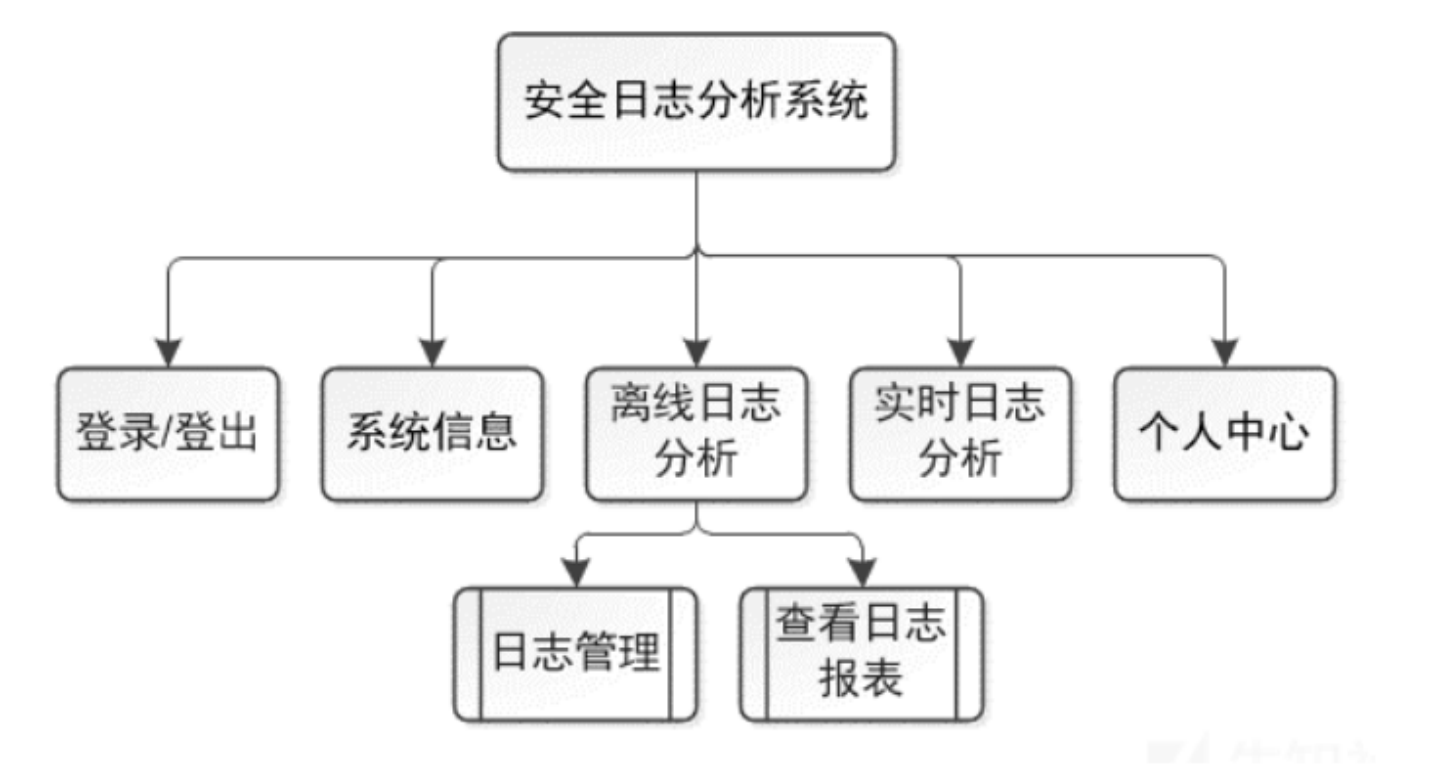 安全日志分析系统
登录/登出
系统信息
离线日志
分析
实时日志
分析
个人中心
日志管理
查看日志
报表